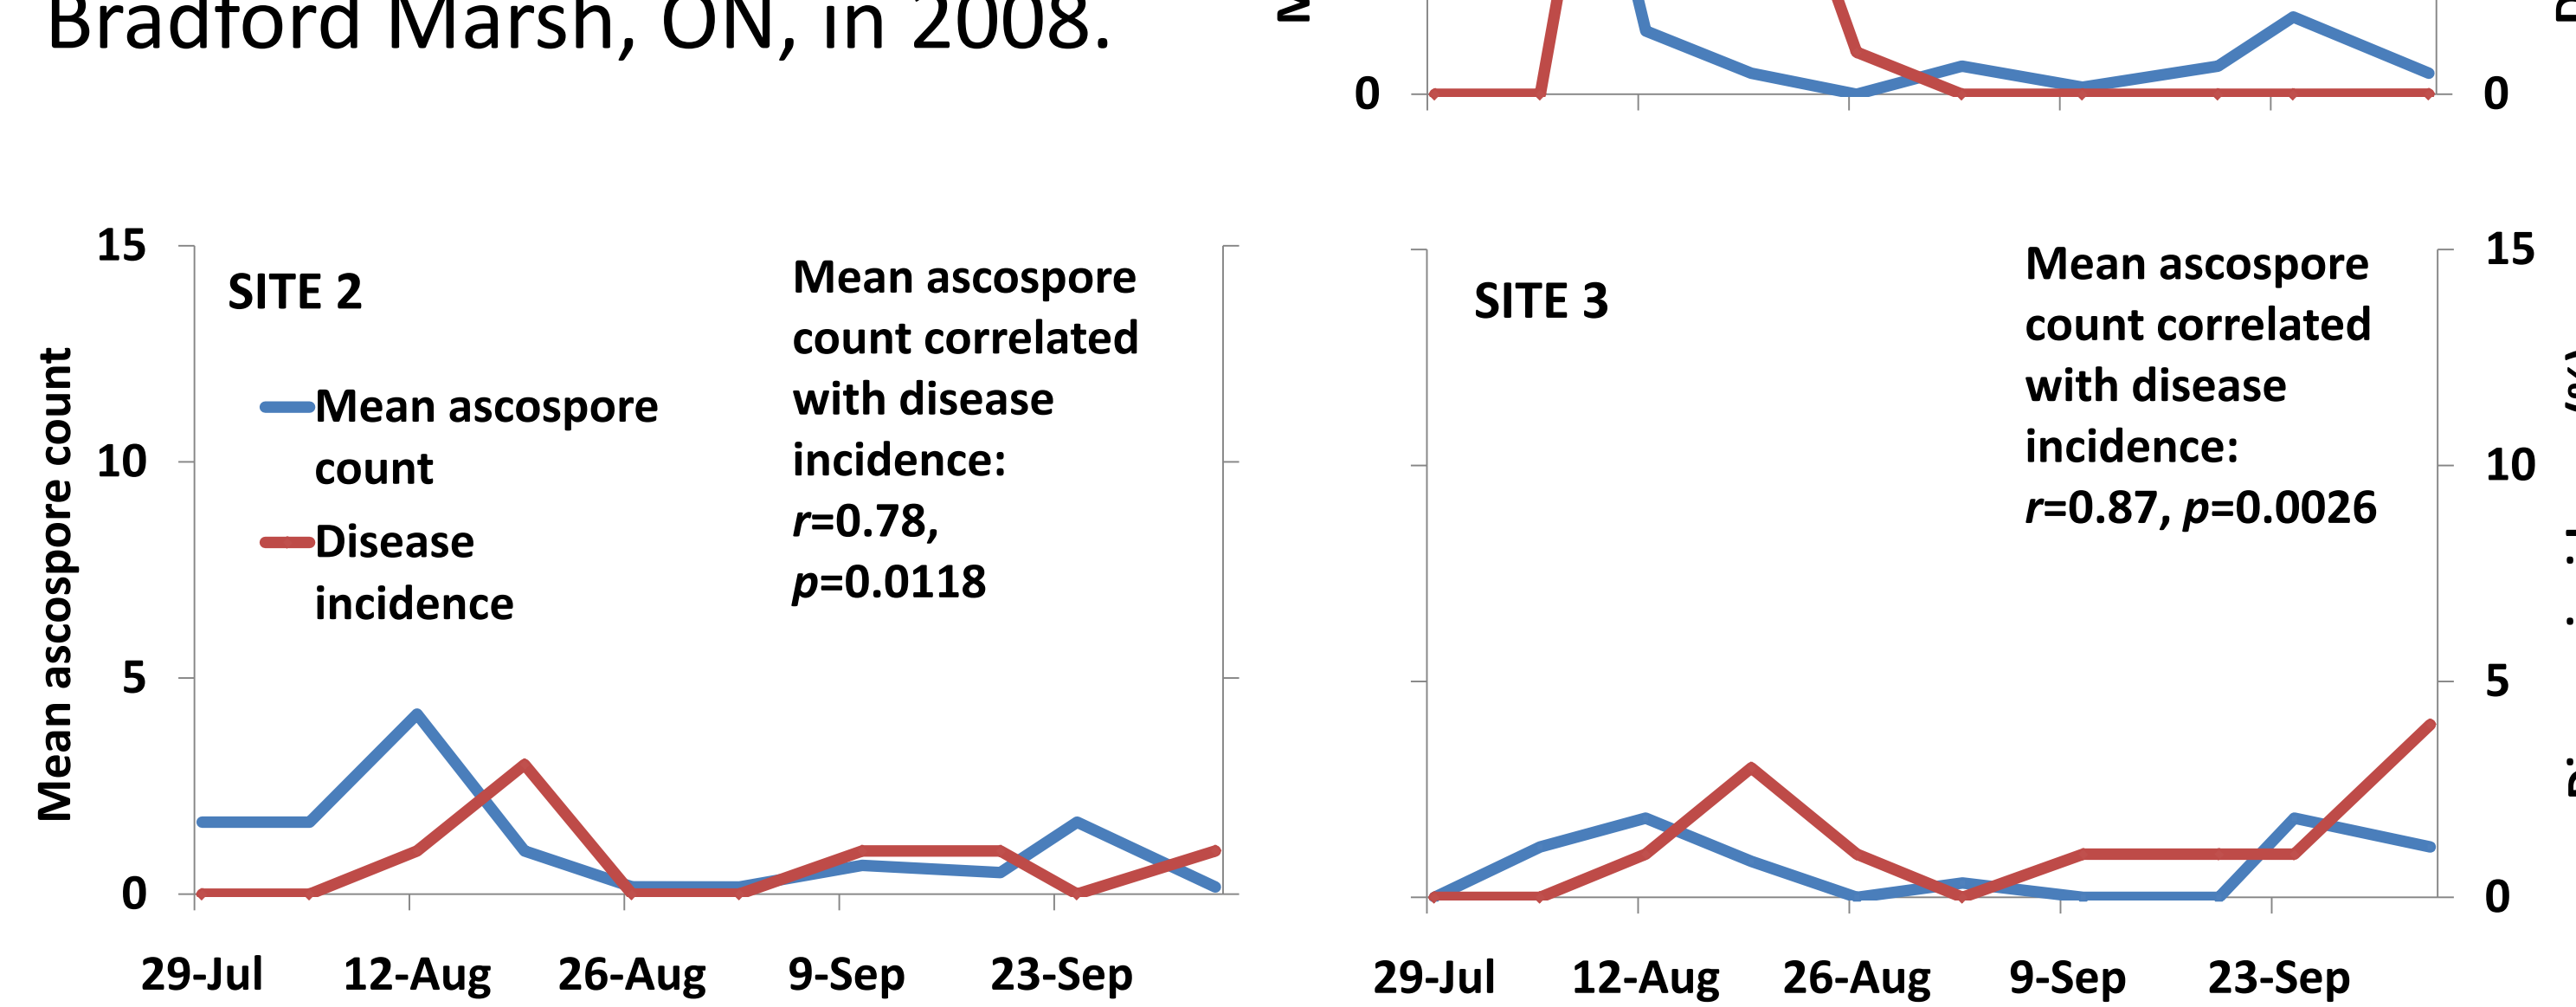 Bradford Marsh, ON, in 2008.
0
0
15
10
5
0
Mean ascospore count
SITE 2
Mean ascospore
count
Disease
incidence
Mean ascospore
count correlated
with disease
incidence:
r=0.78,
p=0.0118
29-Jul
12-Aug
26-Aug
9-Sep
23-Sep
SITE 3
Mean ascospore
count correlated
with disease
incidence:
r=0.87, p=0.0026
15
10
5
0
29-Jul
12-Aug
26-Aug
9-Sep
23-Sep